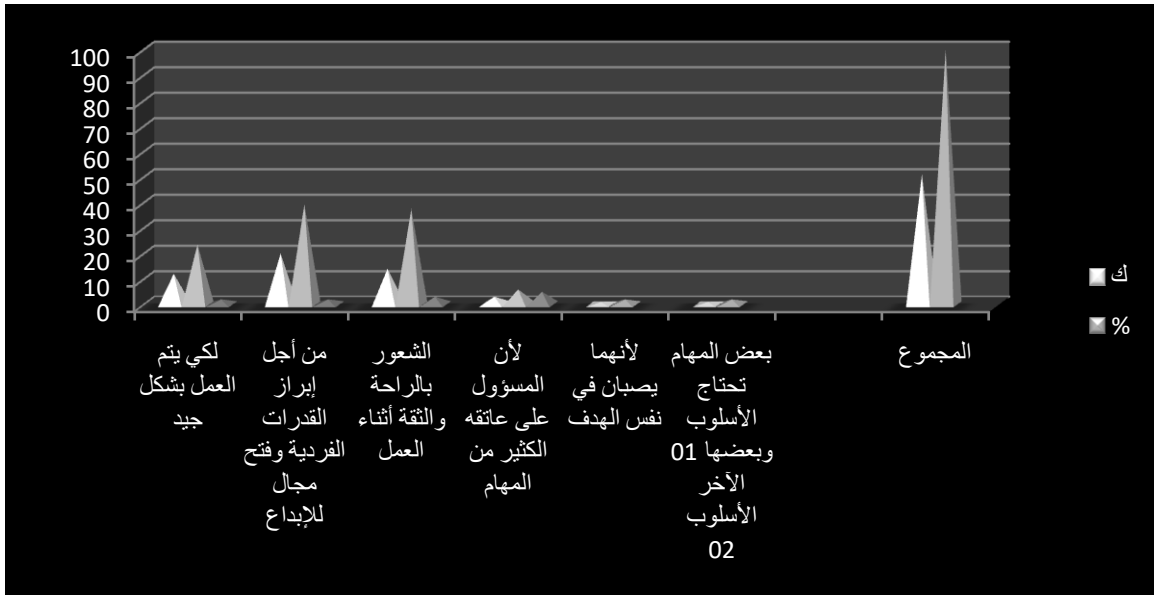 100
90
80
70
60
50
40
30
20
10
0
لكي يتم
العمل بشكل
جيد
من أجل
إبراز
القدرات
الفردية وفتح
مجال
للإبداع
الشعور
بالراحة
والثقة أثناء
العمل
لأن
المسؤول
على عاتقه
الكثير من
المهام
لأنهما
يصبان في
نفس الهدف
بعض المهام
تحتاج
الأسلوب
01 وبعضها
الآخر
الأسلوب
02
المجموع
ك
%